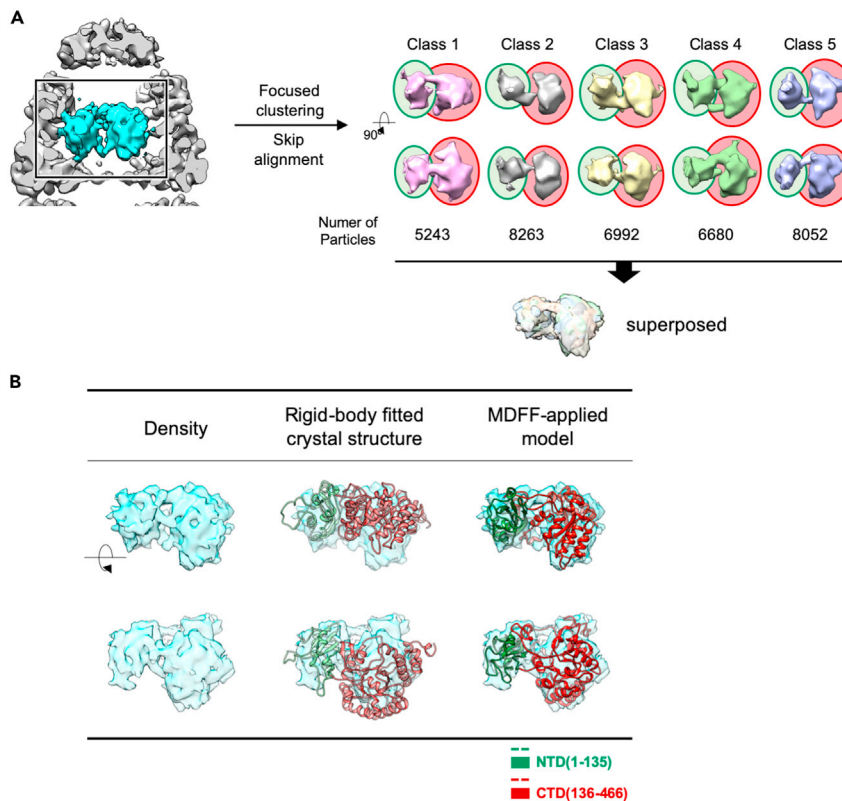 A
Focused
clustering
Skip
alignment
90°
Class 1 Class 2 Class 3 Class 4 Class 5
Numer of
Particles
5243 8263 6992 6680 8052
superposed
B
Density
Rigid-body fitted
crystal structure
MDFF-applied
model
NTD(1-135)
CTD(136-466)